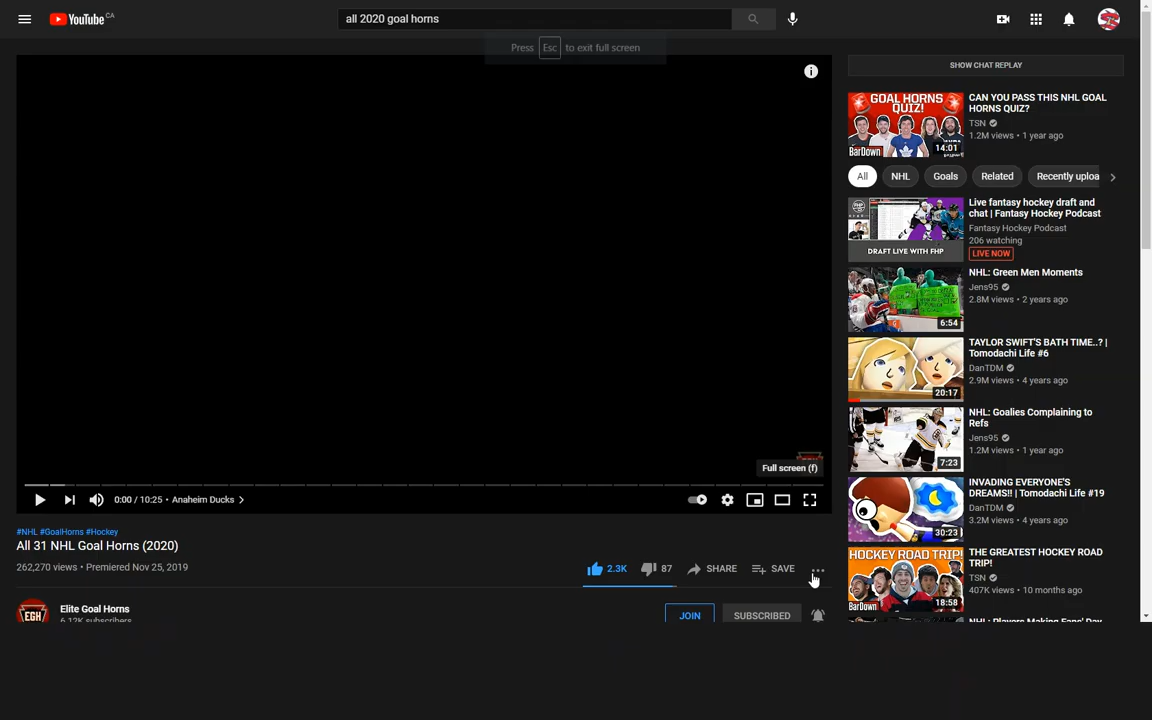 YouTube CA
all 2020 goal horns
Press Esc to exit full screen
SHOW CHAT REPLAY
GOAL HORNS QUIZ!
BarDown
14:01
CAN YOU PASS THIS NHL GOAL
HORNS QUIZ?
TSN
1.2M views • 1 year ago
All NHL Goals Related Recently uploa
DRAFT LIVE WITH FHP
Live fantasy hockey draft and
chat | Fantasy Hockey Podcast
Fantasy Hockey Podcast
206 watching
LIVE NOW
6:54
NHL: Green Men Moments
Jens95
2.8M views • 2 years ago
20:17
TAYLOR SWIFT'S BATH TIME..? |
Tomodachi Life #6
DanTDM
2.9M views • 4 years ago
7:23
NHL: Goalies Complaining to
Refs
Jens95
1.2M views • 1 year ago
30:23
INVADING EVERYONE'S
DREAMS!! | Tomodachi Life #19
DanTDM
3.2M views • 4 years ago
HOCKEY ROAD TRIP!
BarDown
18:58
THE GREATEST HOCKEY ROAD
TRIP!
TSN
407K views • 10 months ago
NHL: Players Making Fans' Day
Full screen (f)
0:00 / 10:25 • Anaheim Ducks
#NHL #GoalHorns #Hockey
All 31 NHL Goal Horns (2020)
262,270 views • Premiered Nov 25, 2019
2.3K 87 SHARE SAVE
EGH
Elite Goal Horns
6.12K subscribers
JOIN SUBSCRIBED